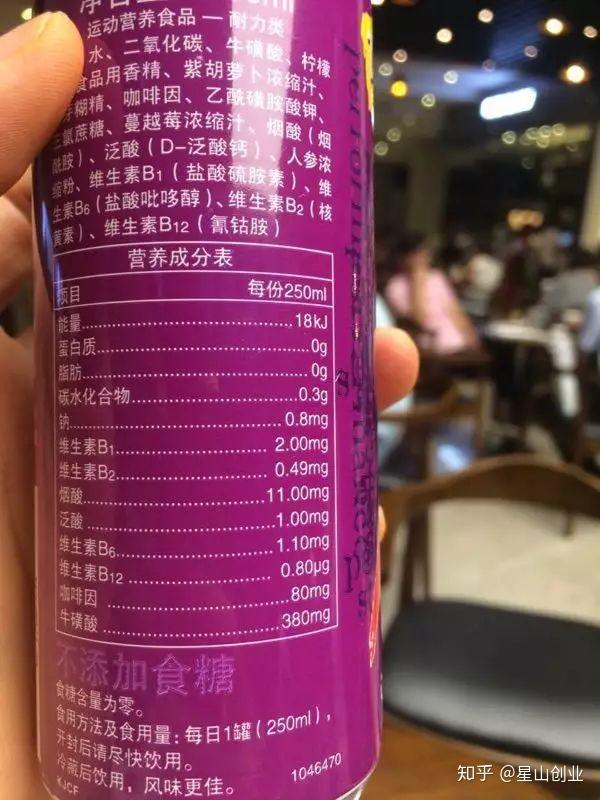 运动营养食品 — 耐力类
水、二氧化碳、牛磺酸、柠檬
食品用香精、紫胡萝卜浓缩汁、
糊精、咖啡因、乙酰磺胺酸钾、
三氯蔗糖、蔓越莓浓缩汁、烟酸（烟
酰胺）、泛酸（D–泛酸钙）、人参浓
缩粉、维生素B1（盐酸硫胺素）、维
生素B6（盐酸吡哆醇）、维生素B2（核
黄素）、维生素B12（氰钴胺）
营养成分表
项目 每份250ml
能量 18kJ
蛋白质 0g
脂肪 0g
碳水化合物 0.3g
钠 0.8mg
维生素B1 2.00mg
维生素B2 0.49mg
烟酸 11.00mg
泛酸 1.00mg
维生素B6 1.10mg
维生素B12 0.80μg
咖啡因 80mg
牛磺酸 380mg
不添加食糖
食糖含量为零。
食用方法及食用量：每日1罐（250ml），
开封后请尽快饮用。
冷藏后饮用，风味更佳。
KJCF
1046470
知乎 @星山创业